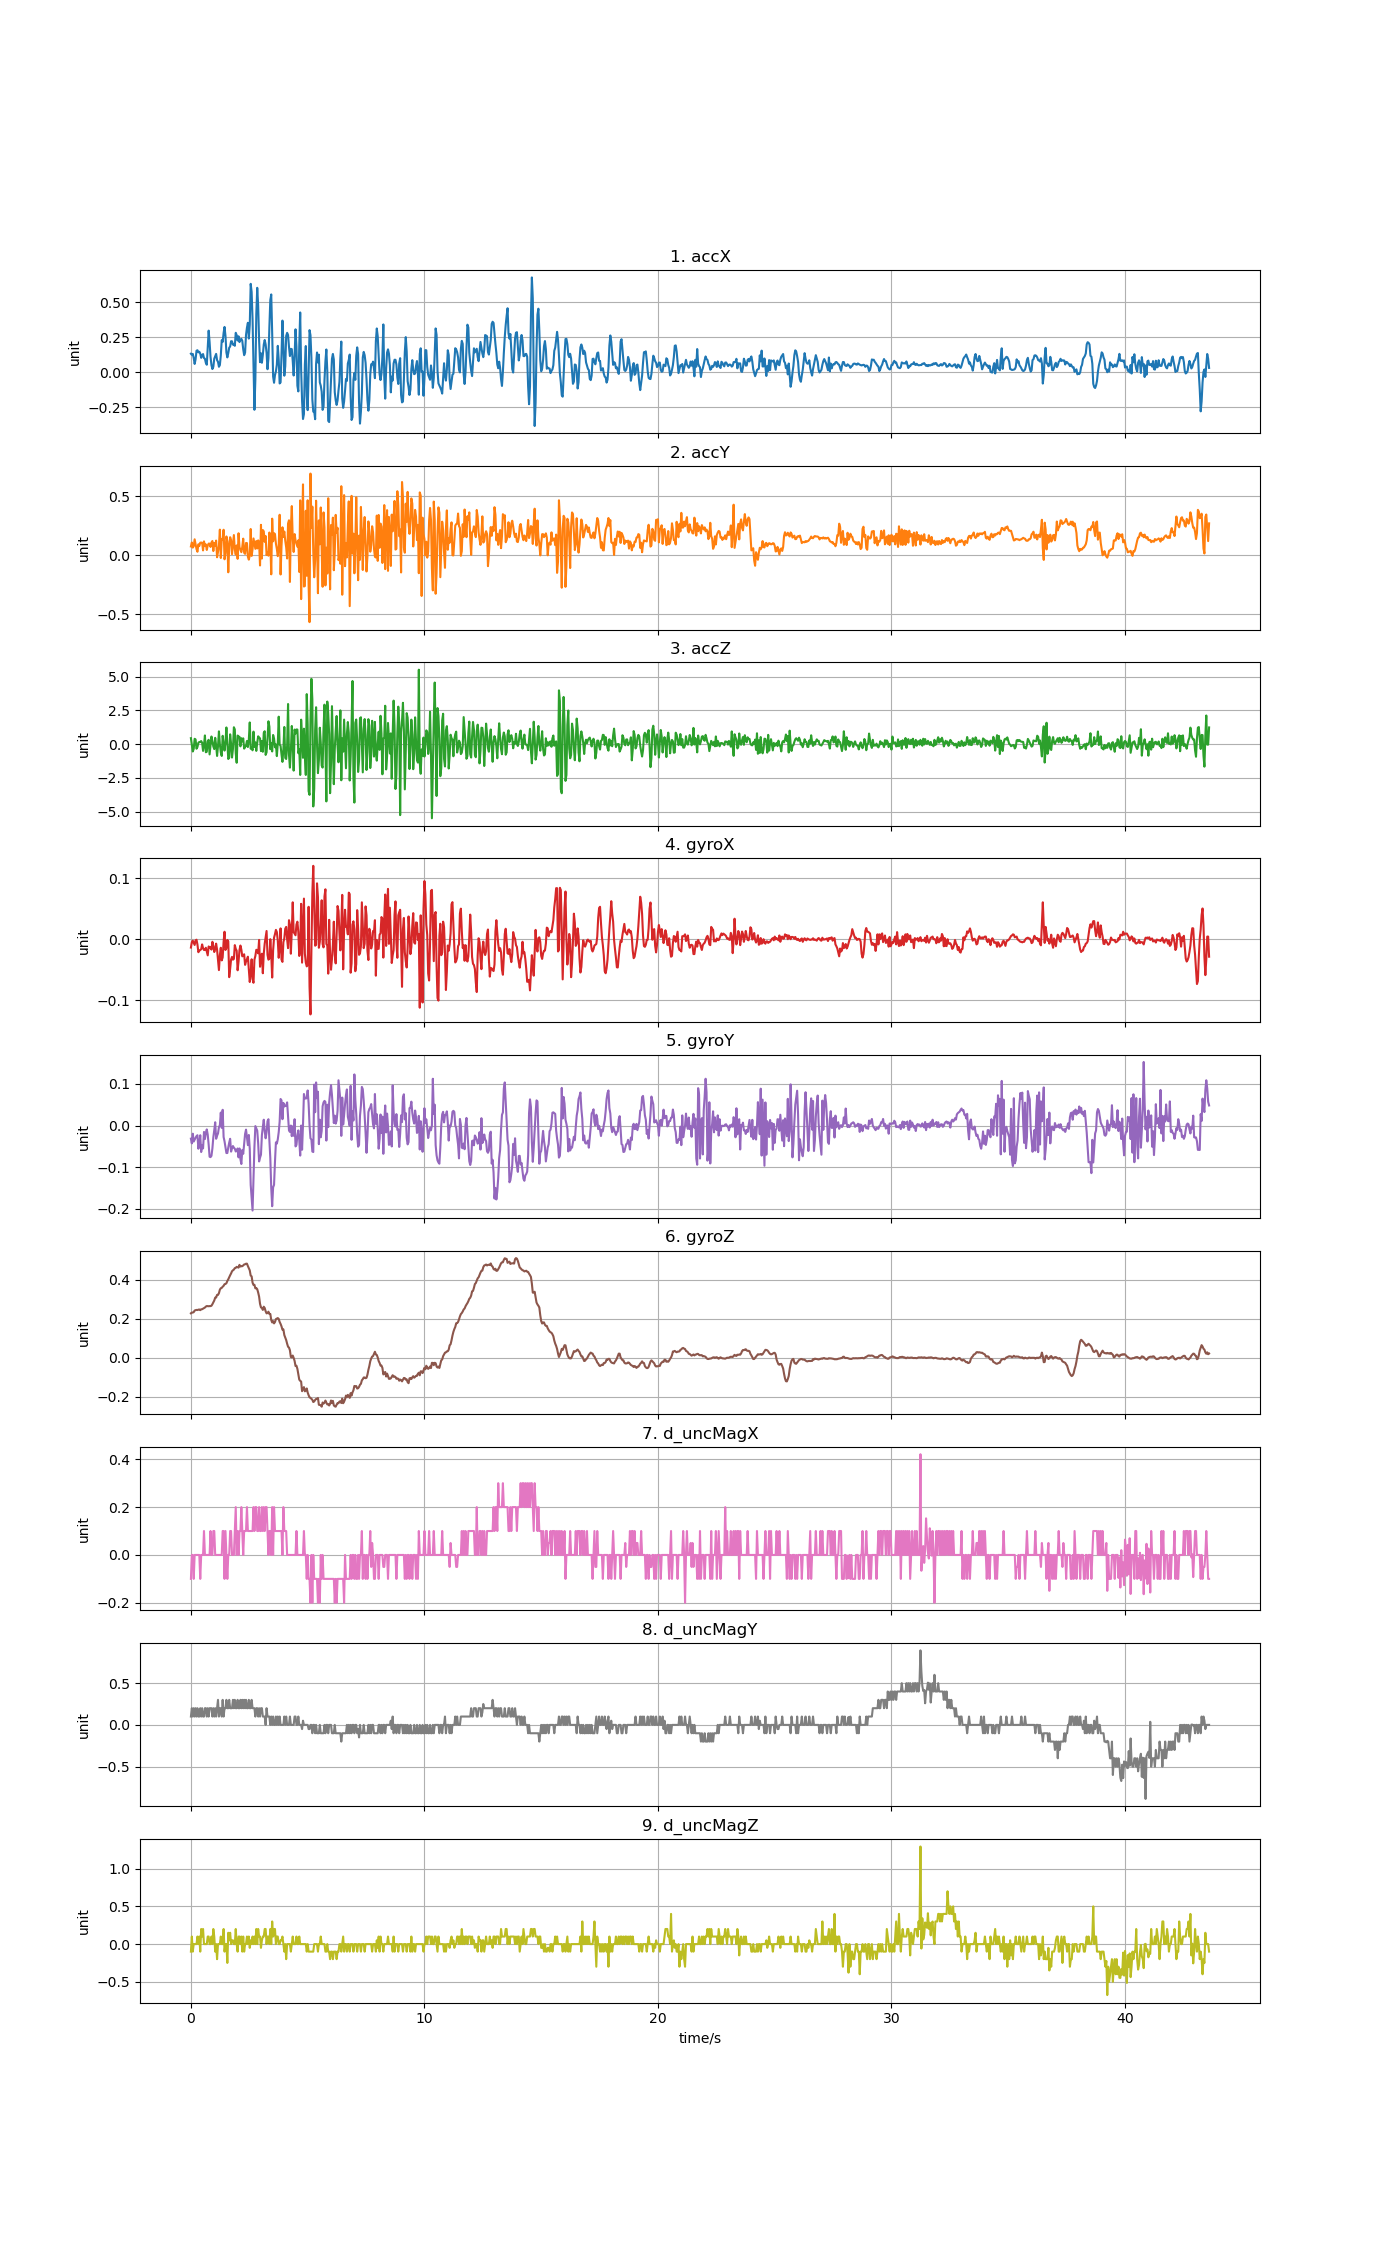 1. accX
unit
0.50
0.25
0.00
−0.25
2. accY
unit
0.5
0.0
−0.5
3. accZ
unit
5.0
2.5
0.0
−2.5
−5.0
4. gyroX
unit
0.1
0.0
−0.1
5. gyroY
unit
0.1
0.0
−0.1
−0.2
6. gyroZ
unit
0.4
0.2
0.0
−0.2
7. d_uncMagX
unit
0.4
0.2
0.0
−0.2
8. d_uncMagY
unit
0.5
0.0
−0.5
9. d_uncMagZ
unit
1.0
0.5
0.0
−0.5
0 10 20 30 40
time/s